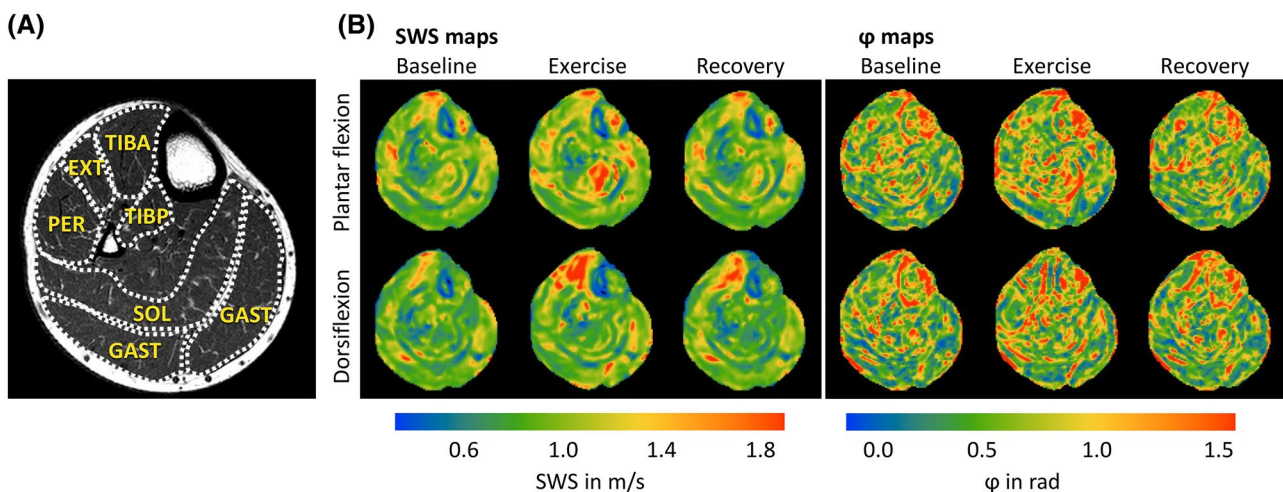 (A)
TIBA
EXT
PER
TIBP
SOL
GAST
GAST
(B)
SWS maps
Baseline Exercise Recovery
φ maps
Baseline Exercise Recovery
Plantar flexion
Dorsiflexion
0.6 1.0 1.4 1.8
SWS in m/s
0.0 0.5 1.0 1.5
φ in rad